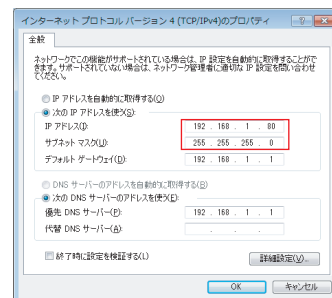 インターネット プロトコル バージョン 4 (TCP/IPv4)のプロパティ
全般
ネットワークでこの機能がサポートされている場合は、IP 設定を自動的に取得することがで
きます。サポートされていない場合は、ネットワーク管理者に適切な IP 設定を問い合わせ
てください。
IP アドレスを自動的に取得する(O)
次の IP アドレスを使う(S):
IP アドレス(I): 192 . 168 . 1 . 80
サブネット マスク(U): 255 . 255 . 255 . 0
デフォルト ゲートウェイ(D): 192 . 168 . 1 . 1
DNS サーバーのアドレスを自動的に取得する(B)
次の DNS サーバーのアドレスを使う(E):
優先 DNS サーバー(P): 192 . 168 . 1 . 1
代替 DNS サーバー(A): . . .
終了時に設定を検証する(L)
詳細設定(V)...
OK キャンセル